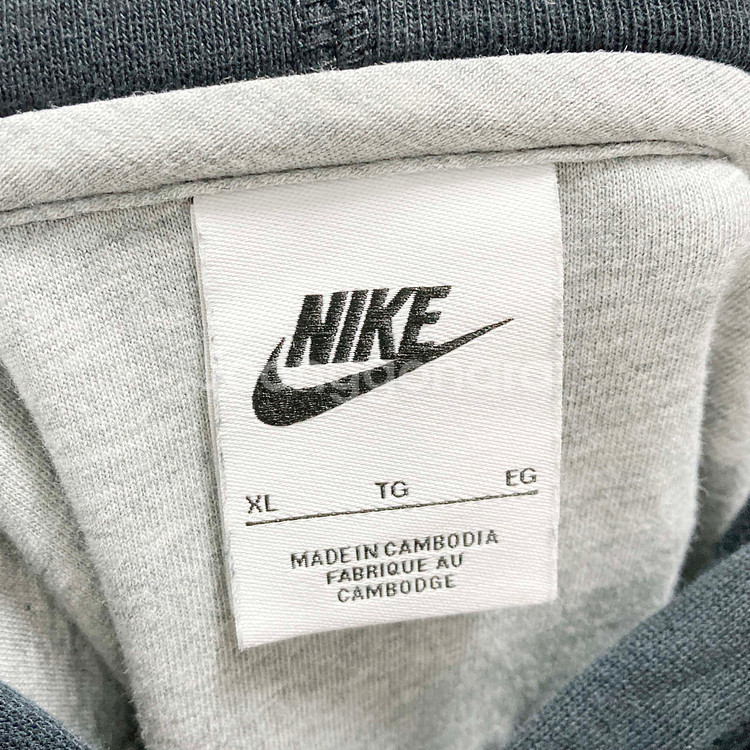 NIKE
XL TG EG
MADE IN CAMBODIA
FABRIQUE AU
CAMBODGE